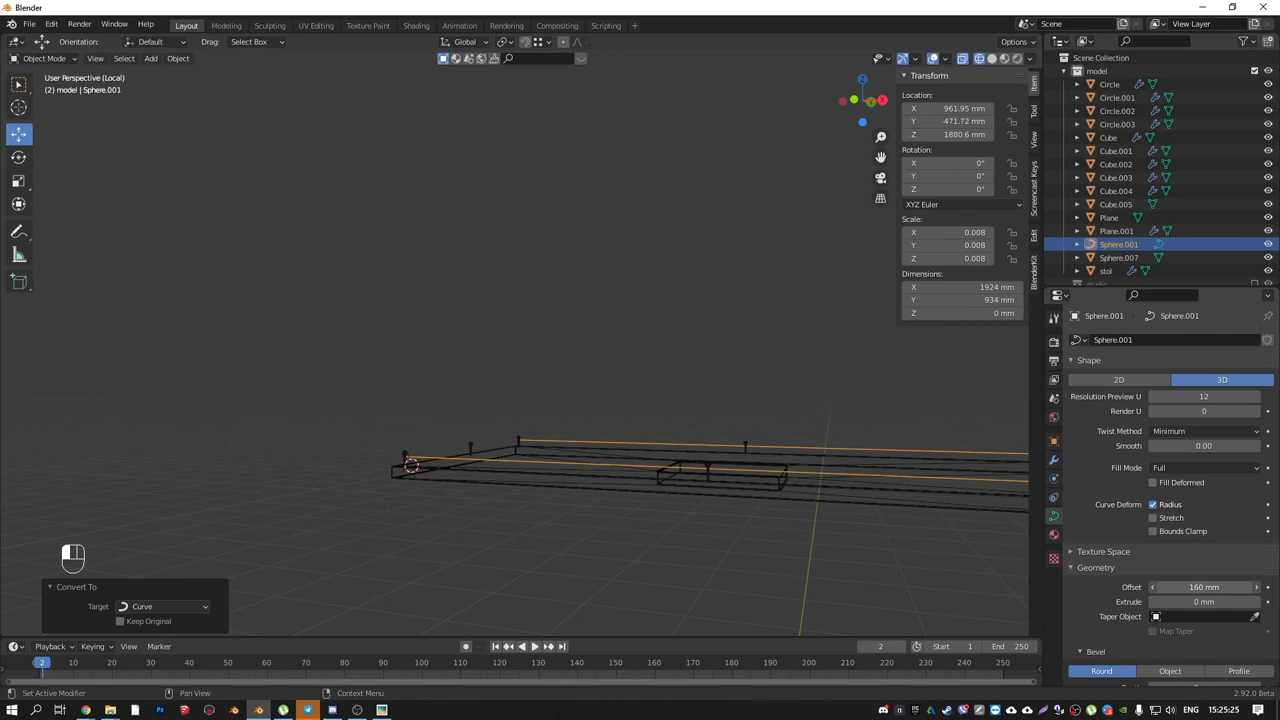 Blender
File Edit Render Window Help Layout Modeling Sculpting UV Editing Texture Paint Shading Animation Rendering Compositing Scripting + Scene View Layer
Orientation: Default Drag: Select Box Global Options
Object Mode View Select Add Object
User Perspective (Local)
(2) model | Sphere.001
Transform
Location:
X 961.95 mm
Y -471.72 mm
Z 1880.6 mm
Rotation:
X 0°
Y 0°
Z 0°
XYZ Euler
Scale:
X 0.008
Y 0.008
Z 0.008
Dimensions:
X 1924 mm
Y 934 mm
Z 0 mm
Item
Tool
View
Screencast Keys
Edit
BlenderKit
Scene Collection
model
Circle
Circle.001
Circle.002
Circle.003
Cube
Cube.001
Cube.002
Cube.003
Cube.004
Cube.005
Plane
Plane.001
Sphere.001
Sphere.007
stol
studio
Sphere.001 Sphere.001
Sphere.001
Shape
2D 3D
Resolution Preview U 12
Render U 0
Twist Method Minimum
Smooth 0.00
Fill Mode Full
Fill Deformed
Curve Deform Radius
Stretch
Bounds Clamp
Texture Space
Geometry
Offset 160 mm
Extrude 0 mm
Taper Object
Map Taper
Bevel
Round Object Profile
Convert To
Target Curve
Keep Original
Playback Keying View Marker 2 Start 1 End 250
2 10 20 30 40 50 60 70 80 90 100 110 120 130 140 150 160 170 180 190 200 210 220 230 240 250
Set Active Modifier Pan View Context Menu 2.92.0 Beta
ENG 15:25:25